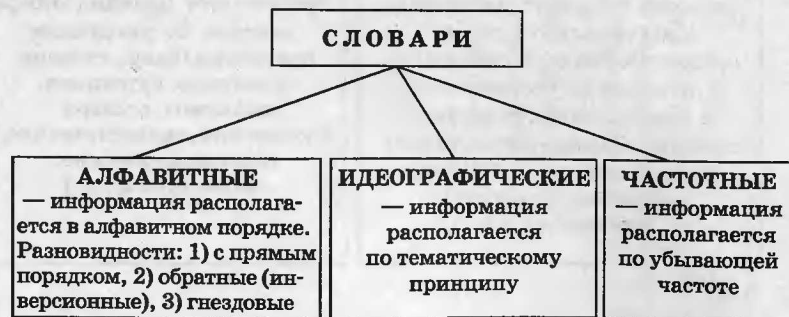 СЛОВАРИ
АЛФАВИТНЫЕ
— информация располага-
ется в алфавитном порядке.
Разновидности: 1) с прямым
порядком, 2) обратные (ин-
версионные), 3) гнездовые
ИДЕОГРАФИЧЕСКИЕ
— информация
располагается
по тематическому
принципу
ЧАСТОТНЫЕ
— информация
располагается
по убывающей
частоте